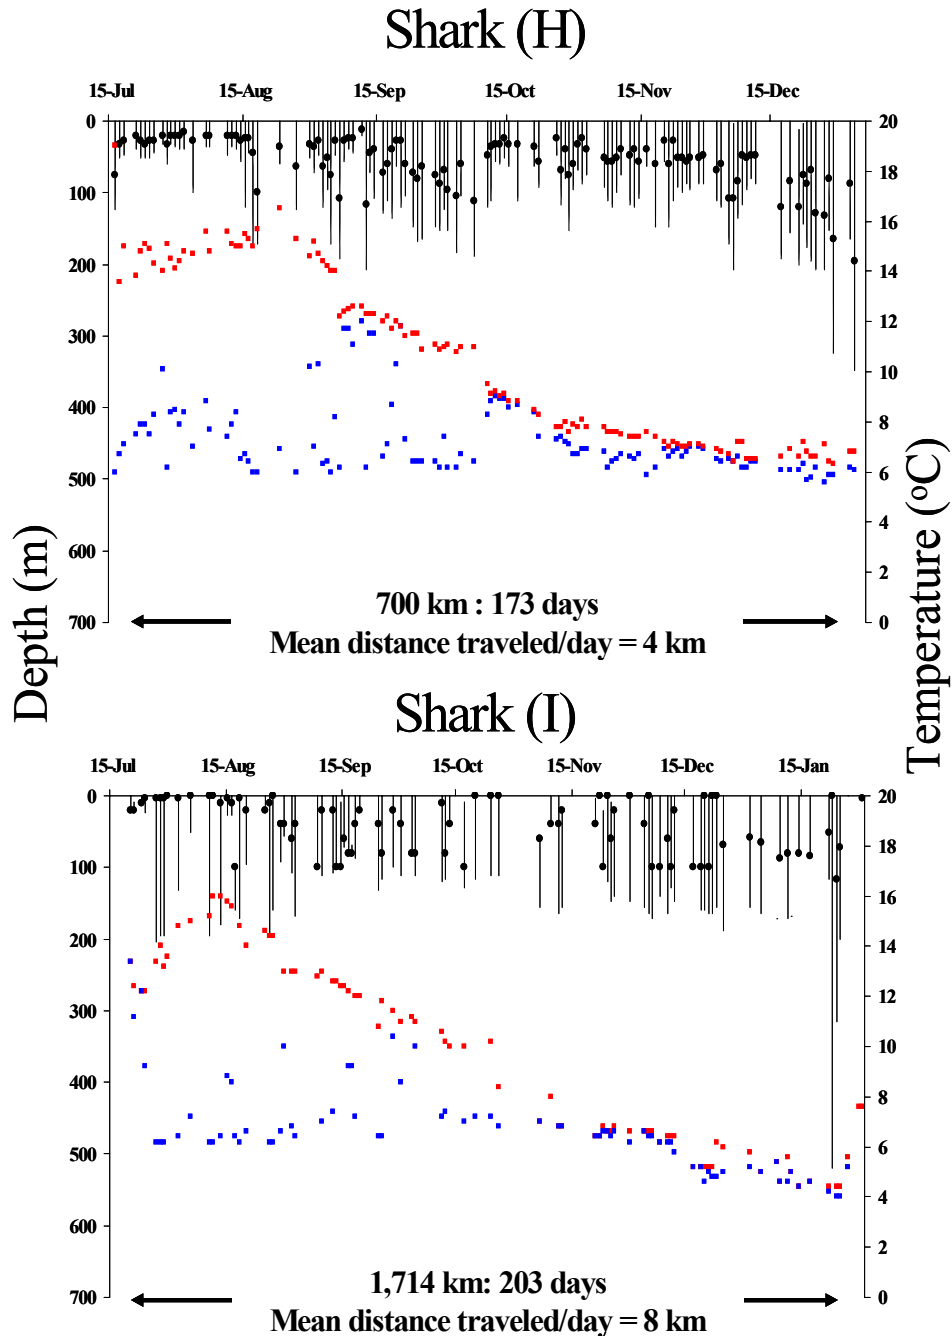 Shark (H)
15-Jul 15-Aug 15-Sep 15-Oct 15-Nov 15-Dec
0 20
100 18
200 16
300 14
400 12
500 10
600 8
700 6
4
2
0
Depth (m)
Temperature (°C)
700 km : 173 days
Mean distance traveled/day = 4 km
Shark (I)
15-Jul 15-Aug 15-Sep 15-Oct 15-Nov 15-Dec 15-Jan
0 20
100 18
200 16
300 14
400 12
500 10
600 8
700 6
4
2
0
1,714 km: 203 days
Mean distance traveled/day = 8 km